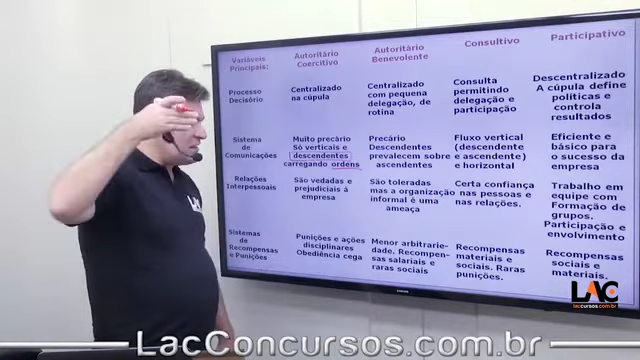 Variáveis
Principais:
Autoritário
Coercitivo
Autoritário
Benevolente
Consultivo
Participativo
Processo
Decisório
Centralizado
na cúpula
Centralizado
com pequena
delegação, de
rotina
Consulta
permitindo
delegação e
participação
Descentralizado
A cúpula define
políticas e
controla
resultados
Sistema
de
Comunicações
Muito precário
Só verticais e
descendentes
carregando ordens
Precário
Descendentes
prevalecem sobre
ascendentes
Fluxo vertical
(descendente
e ascendente)
e horizontal
Eficiente e
básico para
o sucesso da
empresa
Relações
Interpessoais
São vedadas e
prejudiciais à
empresa
São toleradas
mas a organização
informal é uma
ameaça
Certa confiança
nas pessoas e
nas relações.
Trabalho em
equipe com
Formação de
grupos.
Participação e
envolvimento
Sistemas
de
Recompensas
e Punições
Punições e ações
disciplinares
Obediência cega
Menor arbitrarie-
dade. Recompen-
sas salariais e
raras sociais
Recompensas
materiais e
sociais. Raras
punições.
Recompensas
sociais e
materiais.
LAC
lacconcursos.com.br
LacConcursos.com.br